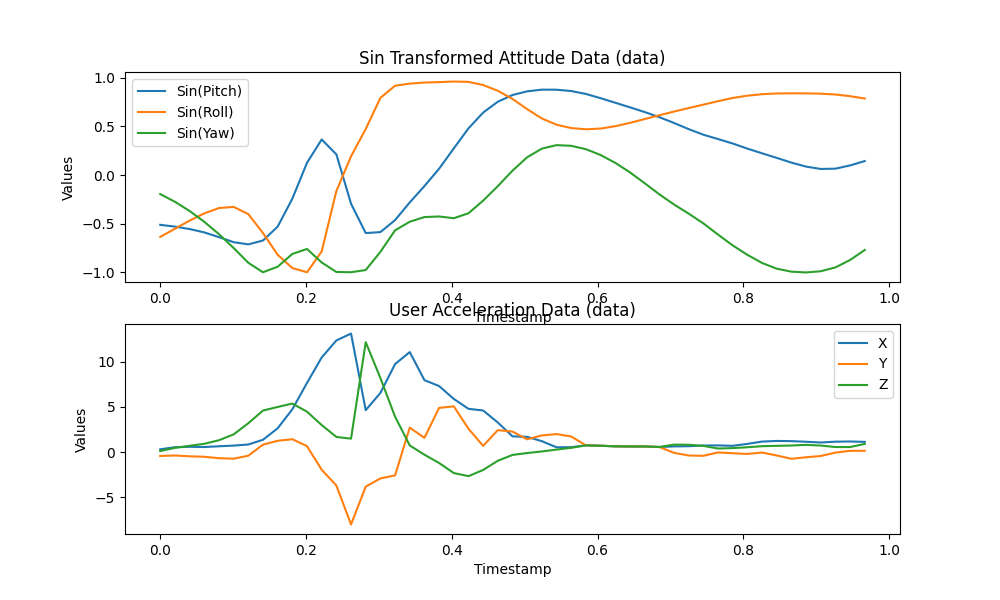 Sin Transformed Attitude Data (data)
Values
1.0
0.5
0.0
−0.5
−1.0
Sin(Pitch)
Sin(Roll)
Sin(Yaw)
0.0 0.2 0.4 0.6 0.8 1.0
Timestamp
User Acceleration Data (data)
Values
10
5
0
−5
X
Y
Z
0.0 0.2 0.4 0.6 0.8 1.0
Timestamp